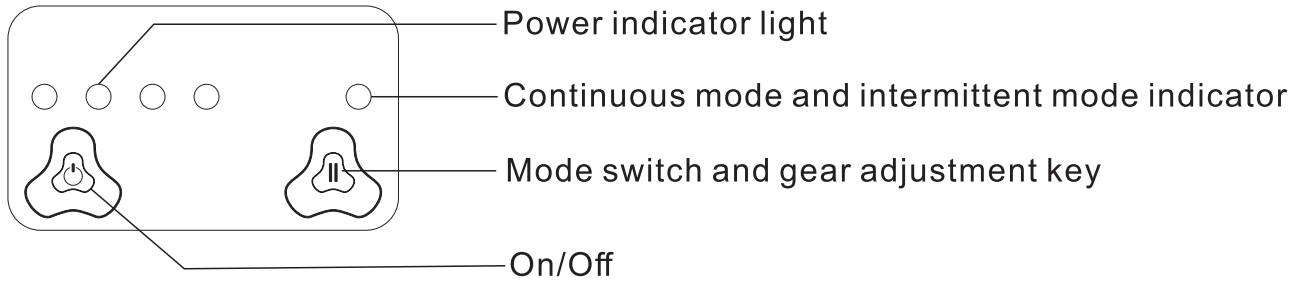 Power indicator light
Continuous mode and intermittent mode indicator
Mode switch and gear adjustment key
On/Off